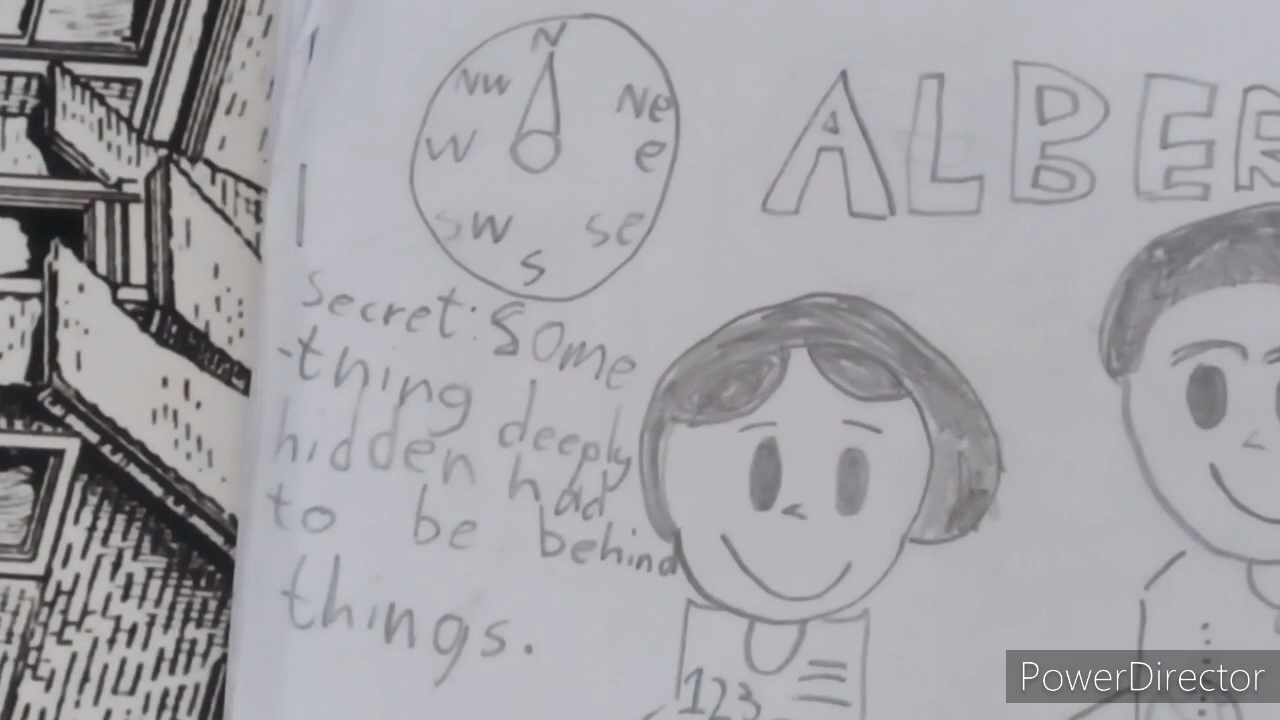 N
NW
Ne
W
e
SW
se
S
ALBER
secret: Some
-thing deeply
hidden had
to be behind
things.
123
PowerDirector